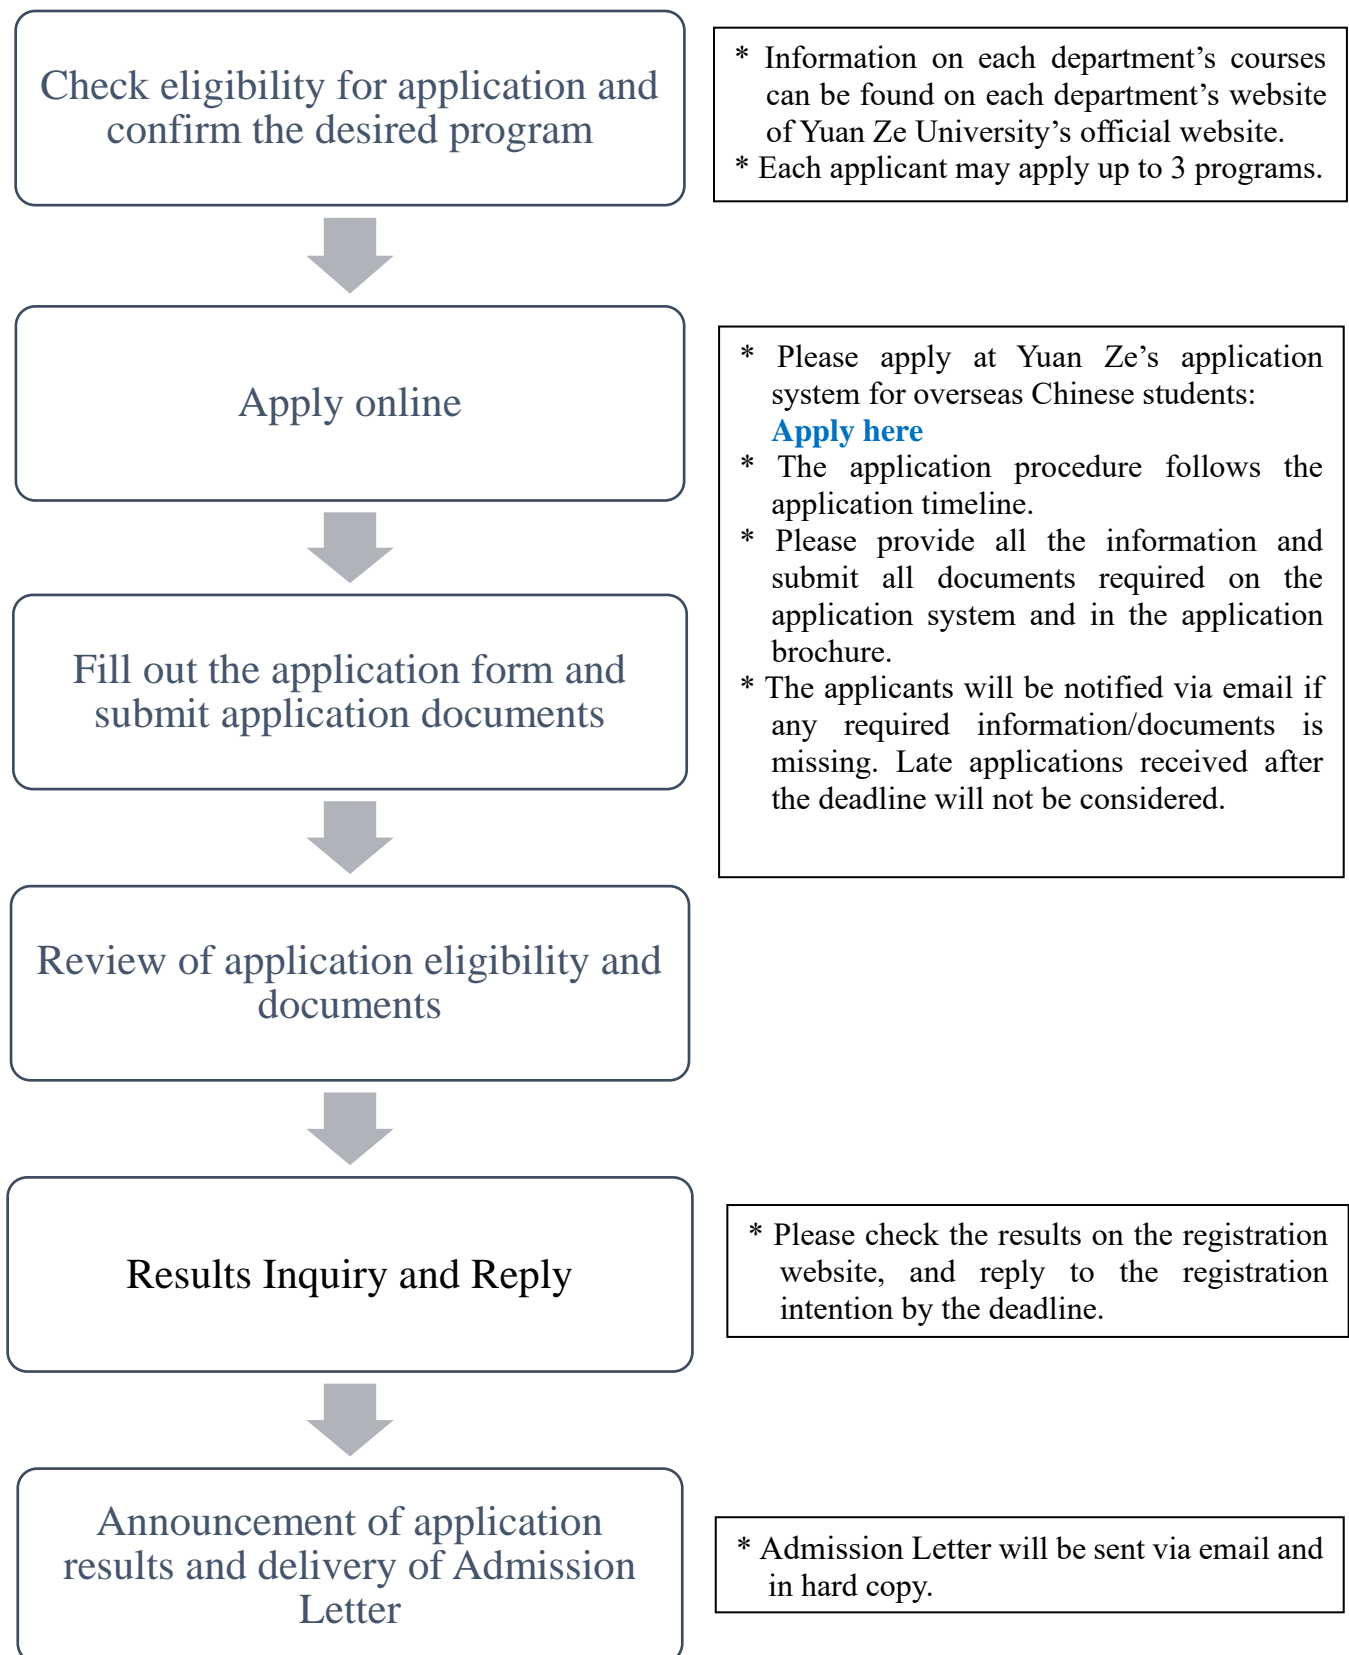 Check eligibility for application and
confirm the desired program
* Information on each department’s courses
can be found on each department’s website
of Yuan Ze University’s official website.
* Each applicant may apply up to 3 programs.
Apply online
* Please apply at Yuan Ze’s application
system for overseas Chinese students:
Apply here
* The application procedure follows the
application timeline.
* Please provide all the information and
submit all documents required on the
application system and in the application
brochure.
* The applicants will be notified via email if
any required information/documents is
missing. Late applications received after
the deadline will not be considered.
Fill out the application form and
submit application documents
Review of application eligibility and
documents
Results Inquiry and Reply
* Please check the results on the registration
website, and reply to the registration
intention by the deadline.
Announcement of application
results and delivery of Admission
Letter
* Admission Letter will be sent via email and
in hard copy.